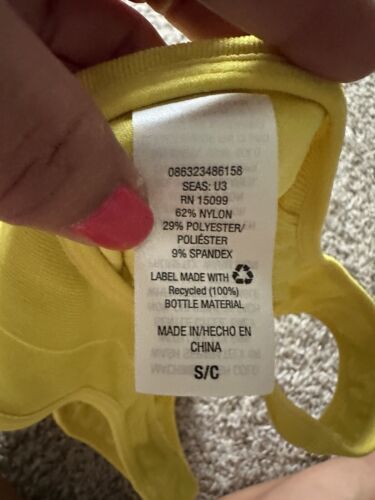 086323486158
SEAS: U3
RN 15099
62% NYLON
29% POLYESTER/
POLIÉSTER
9% SPANDEX
LABEL MADE WITH
Recycled (100%)
BOTTLE MATERIAL
MADE IN/HECHO EN
CHINA
S/C